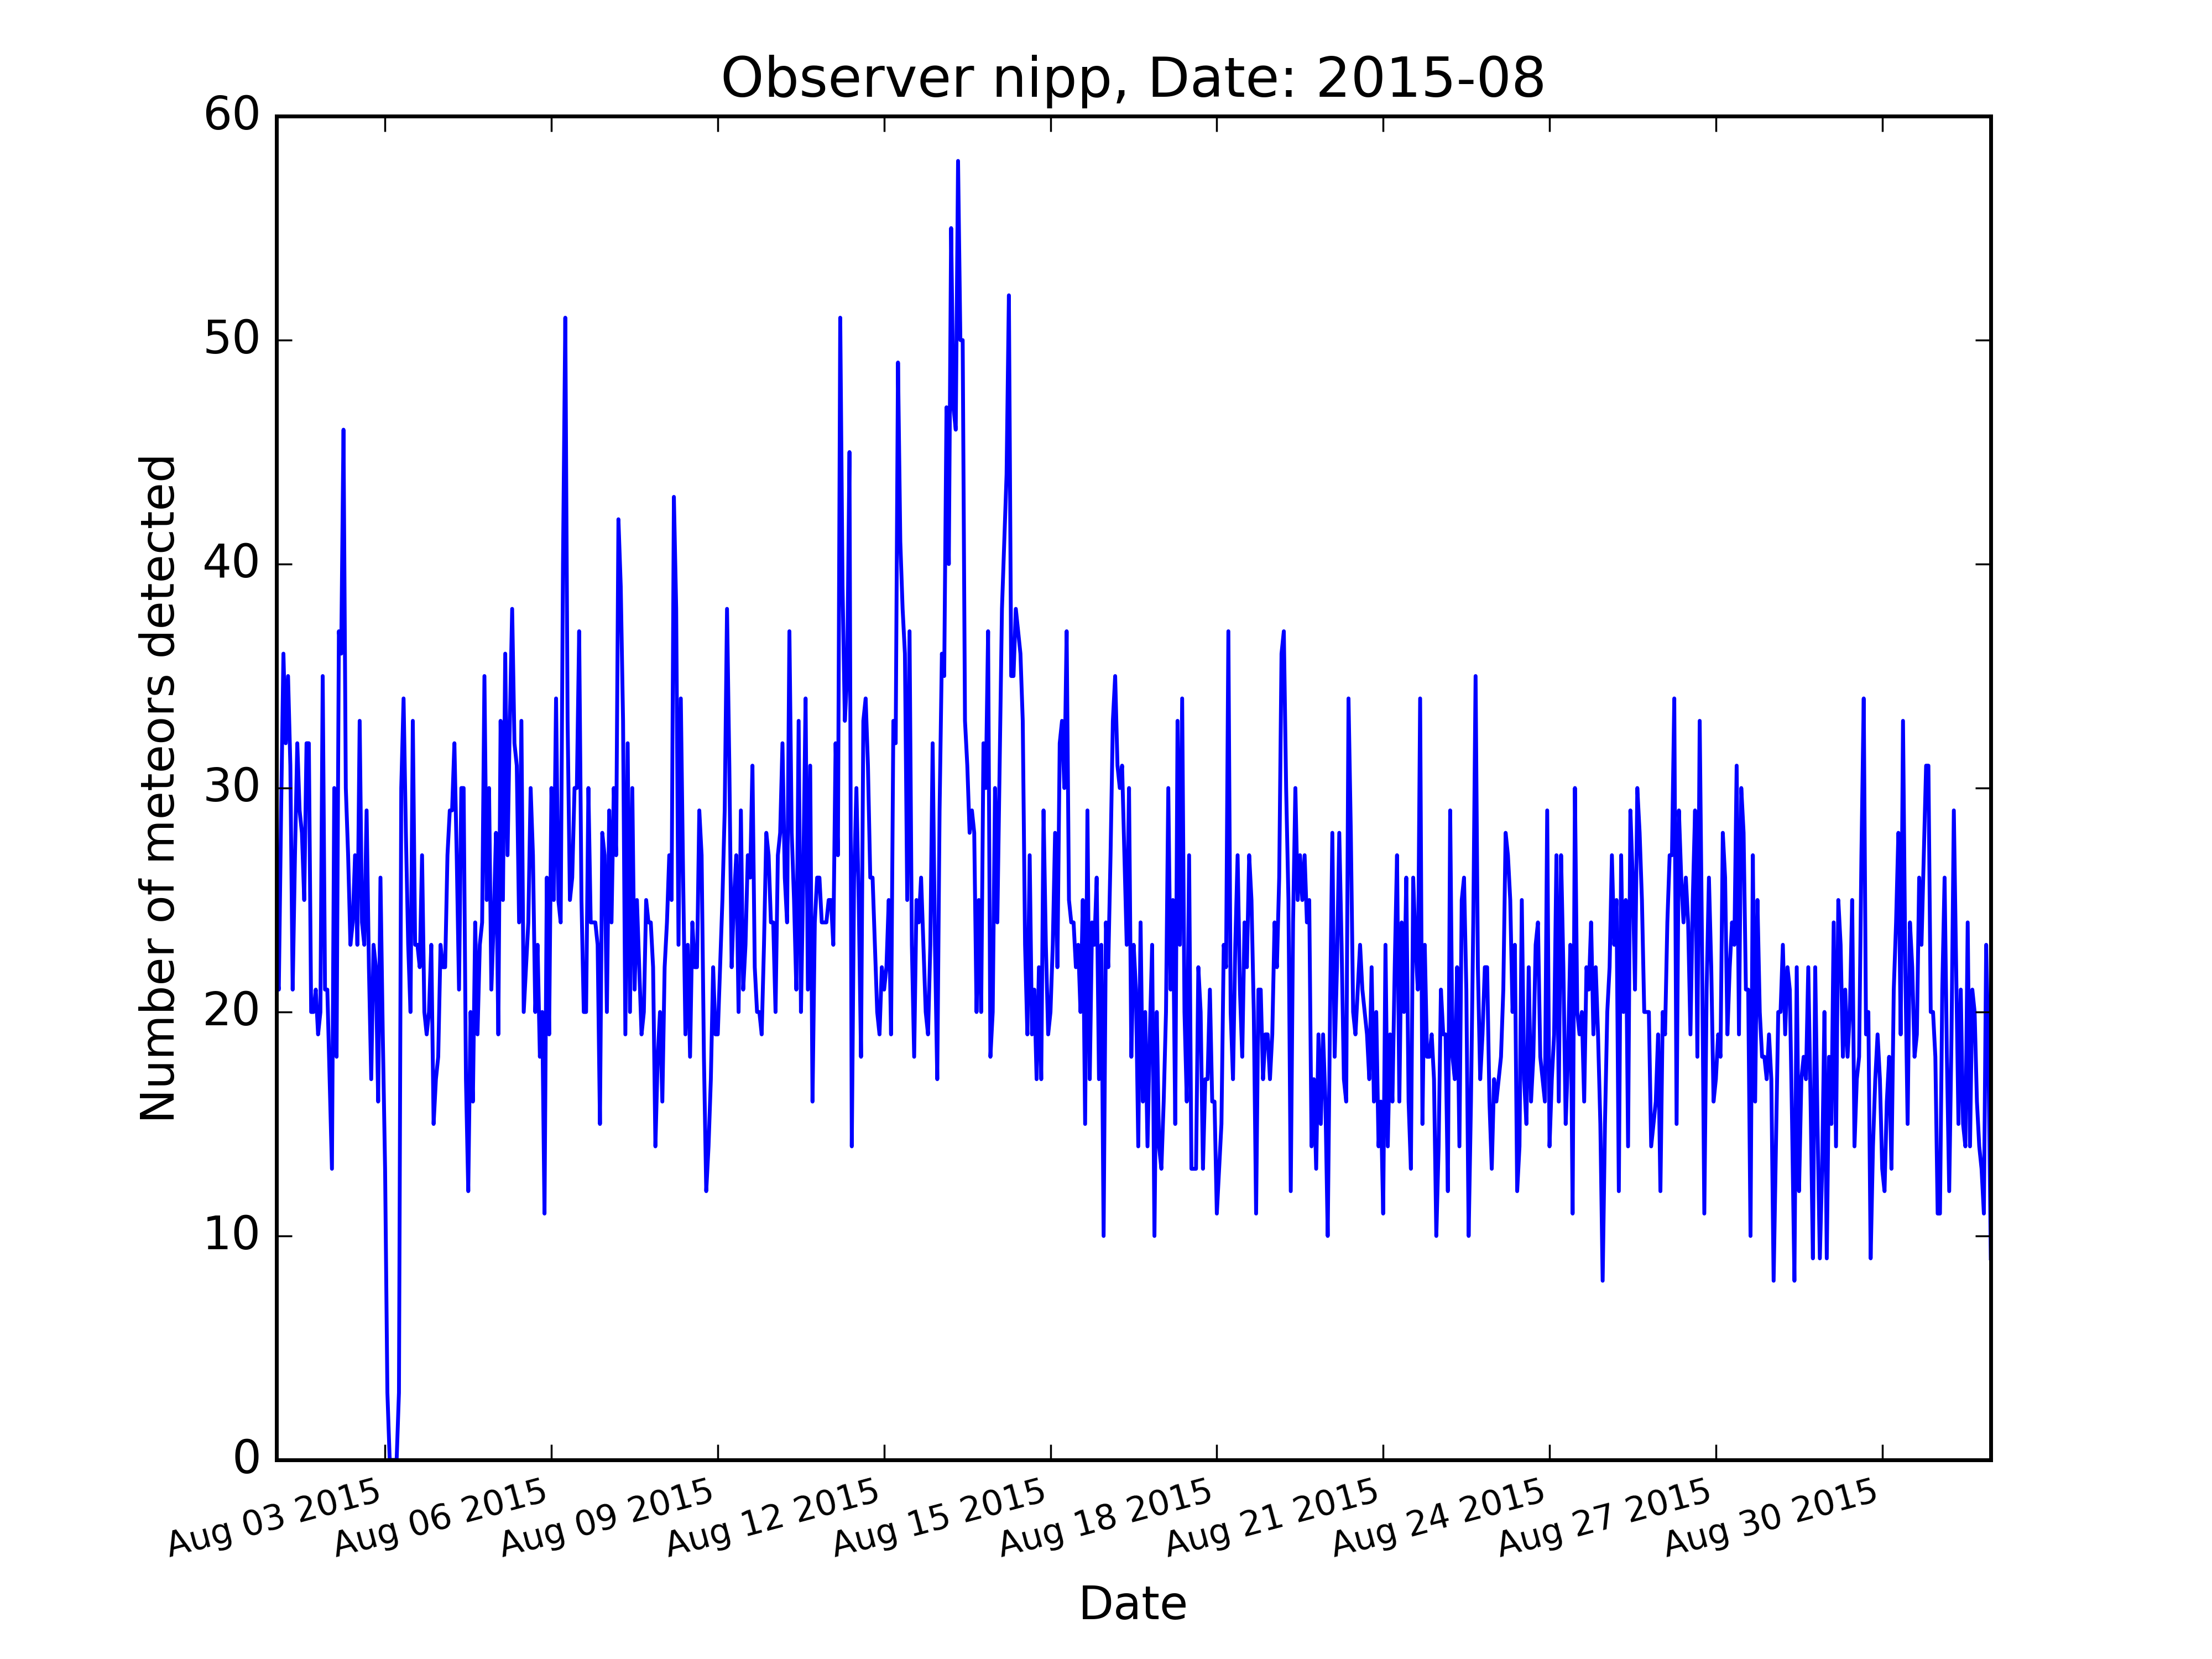 Observer nipp, Date: 2015-08
60
50
40
30
20
10
0
Number of meteors detected
Aug 03 2015
Aug 06 2015
Aug 09 2015
Aug 12 2015
Aug 15 2015
Aug 18 2015
Aug 21 2015
Aug 24 2015
Aug 27 2015
Aug 30 2015
Date